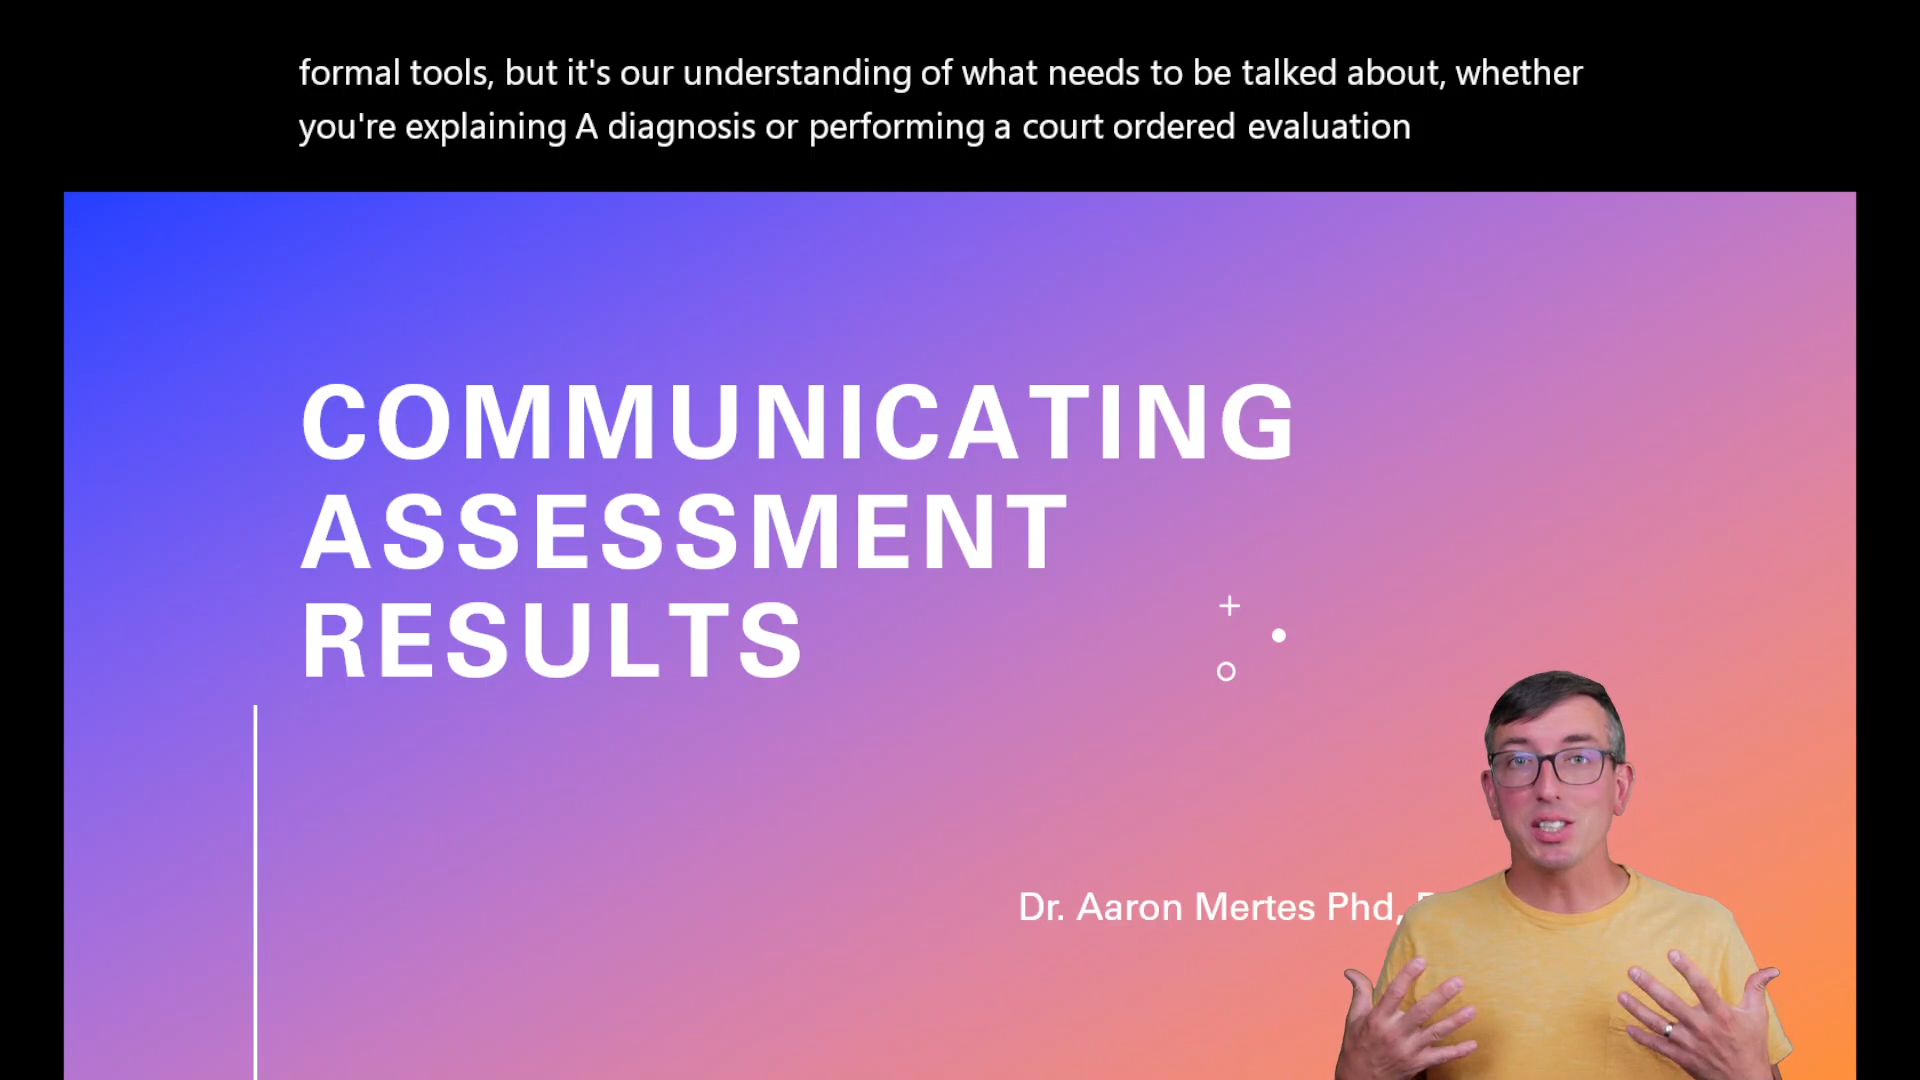 formal tools, but it's our understanding of what needs to be talked about, whether
you're explaining A diagnosis or performing a court ordered evaluation
COMMUNICATING
ASSESSMENT
RESULTS
Dr. Aaron Mertes Phd,